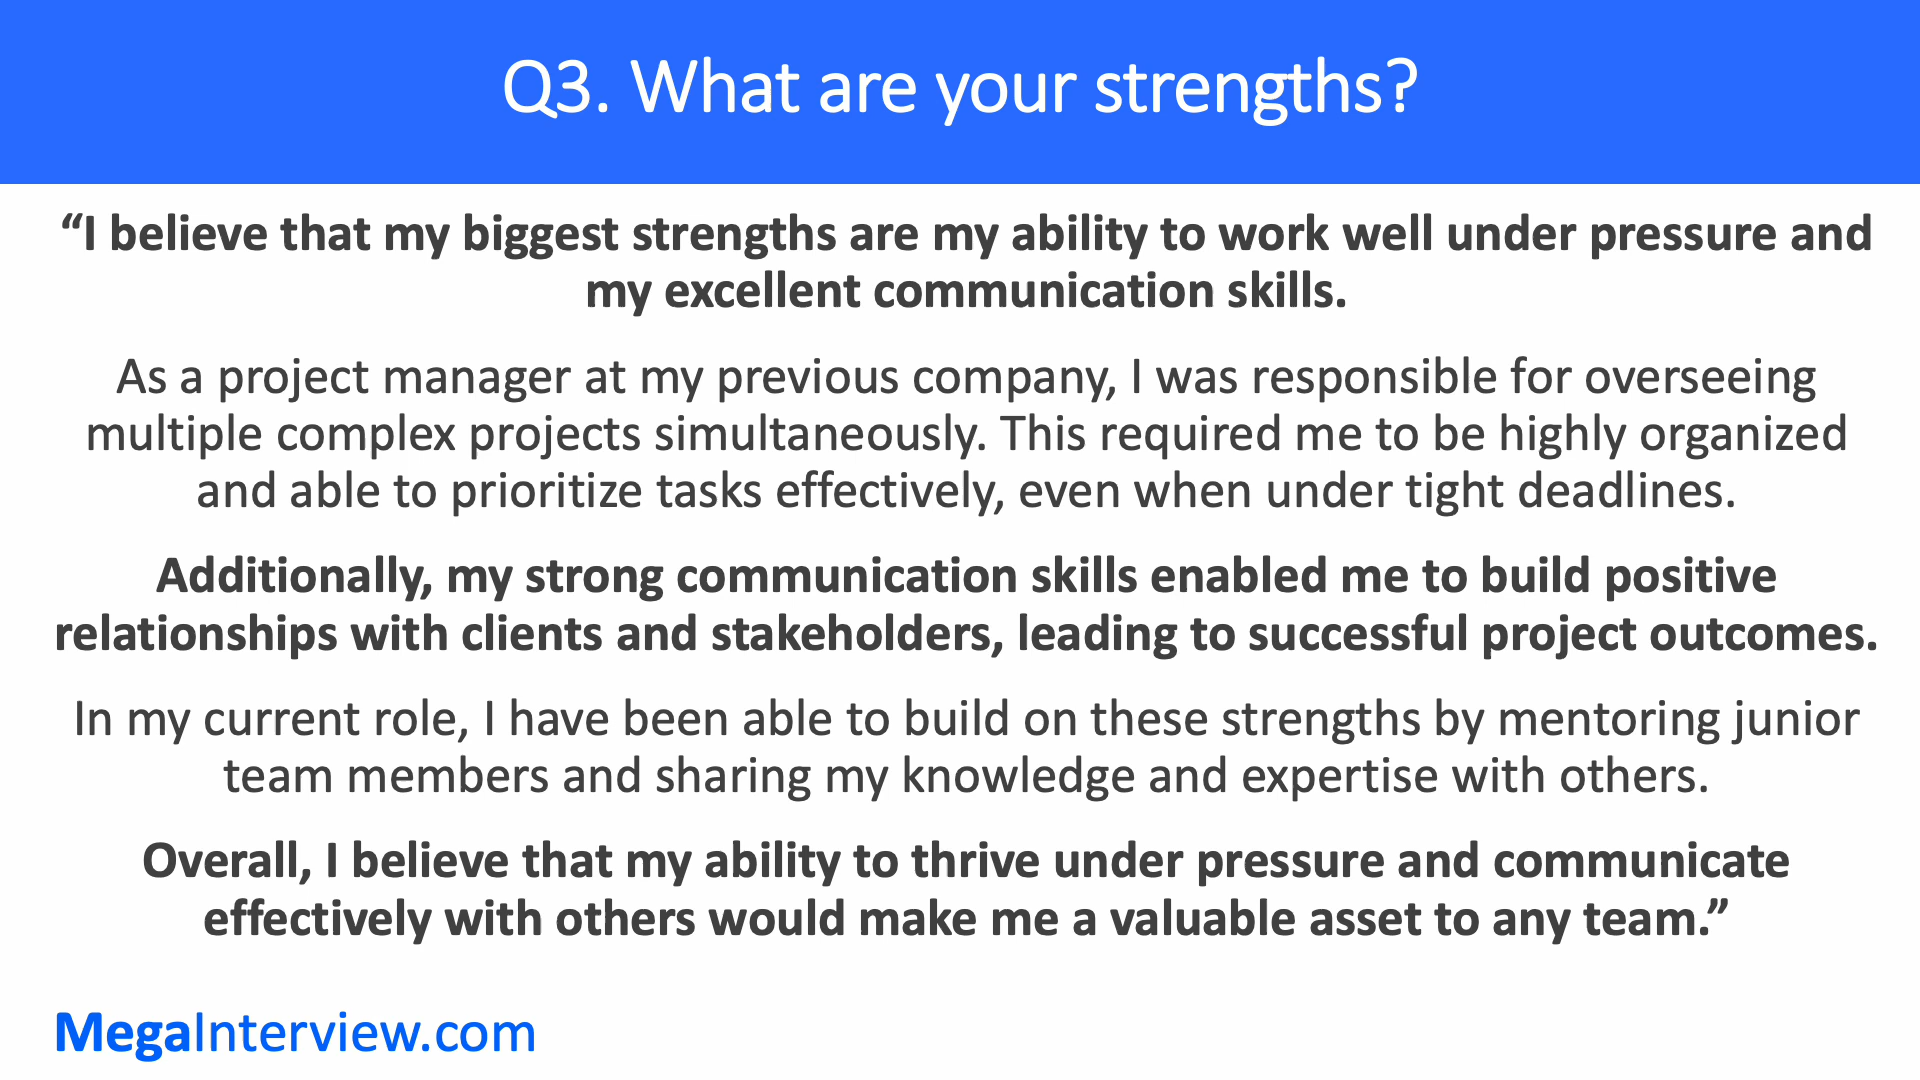 Q3. What are your strengths?
“I believe that my biggest strengths are my ability to work well under pressure and
my excellent communication skills.
As a project manager at my previous company, I was responsible for overseeing
multiple complex projects simultaneously. This required me to be highly organized
and able to prioritize tasks effectively, even when under tight deadlines.
Additionally, my strong communication skills enabled me to build positive
relationships with clients and stakeholders, leading to successful project outcomes.
In my current role, I have been able to build on these strengths by mentoring junior
team members and sharing my knowledge and expertise with others.
Overall, I believe that my ability to thrive under pressure and communicate
effectively with others would make me a valuable asset to any team.”
MegaInterview.com